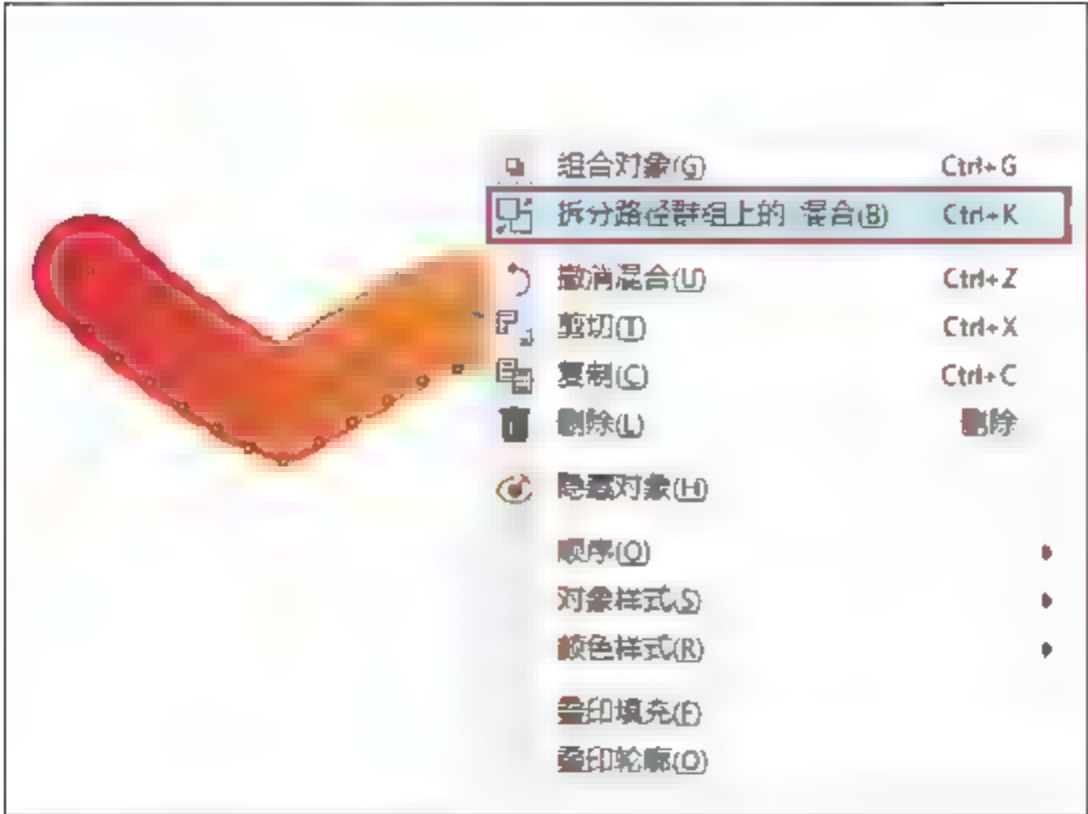 组合对象(G) Ctrl+G
拆分路径群组上的 混合(B) Ctrl+K
撤消混合(U) Ctrl+Z
剪切(T) Ctrl+X
复制(C) Ctrl+C
删除(L) 删除
隐藏对象(H)
顺序(O)
对象样式(S)
颜色样式(R)
叠印填充(F)
叠印轮廓(O)